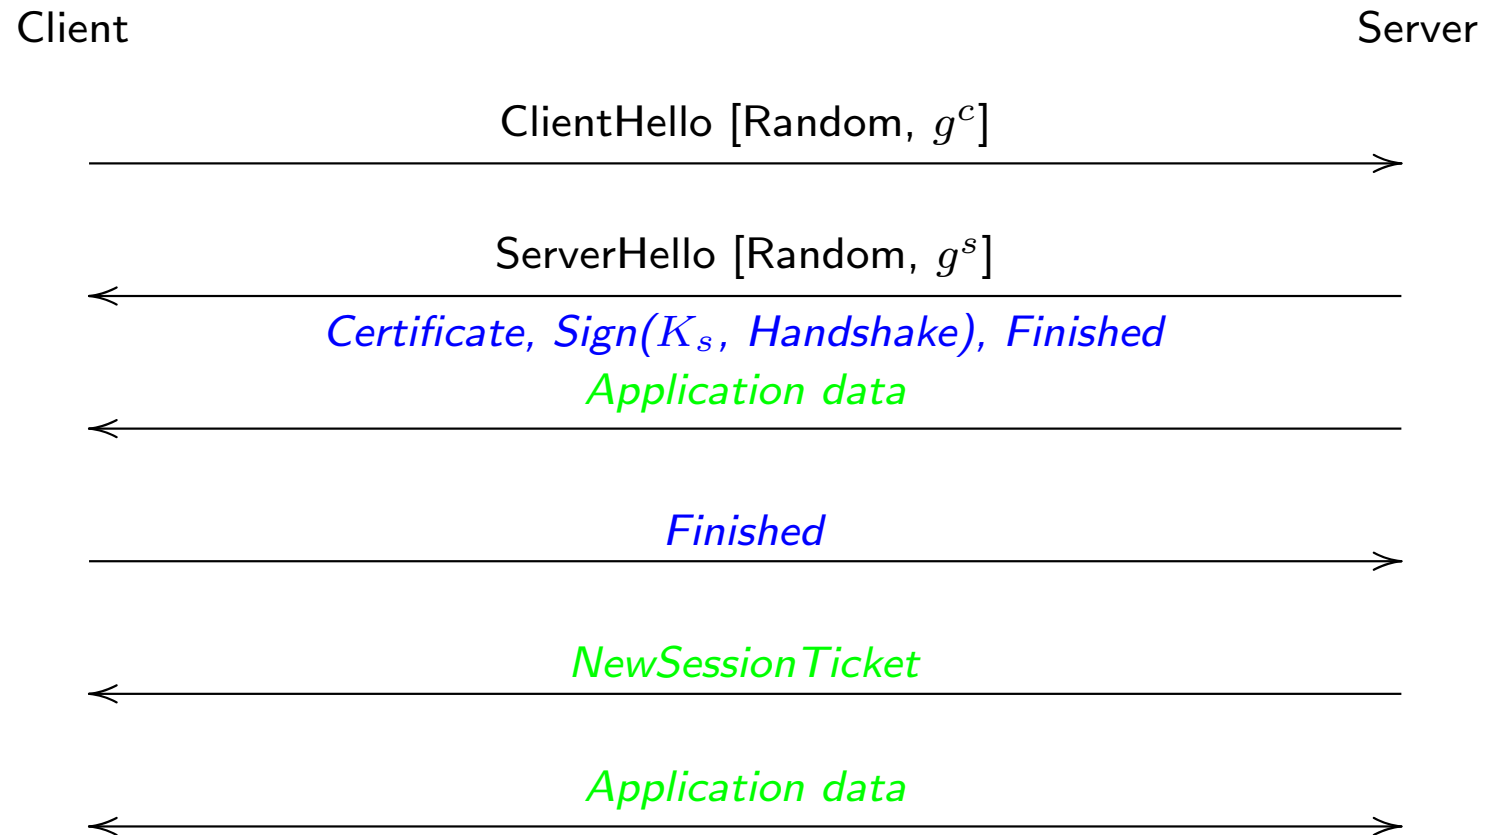 Client Server
ClientHello [Random, g^c]
ServerHello [Random, g^s]
Certificate, Sign(K_s, Handshake), Finished
Application data
Finished
NewSessionTicket
Application data